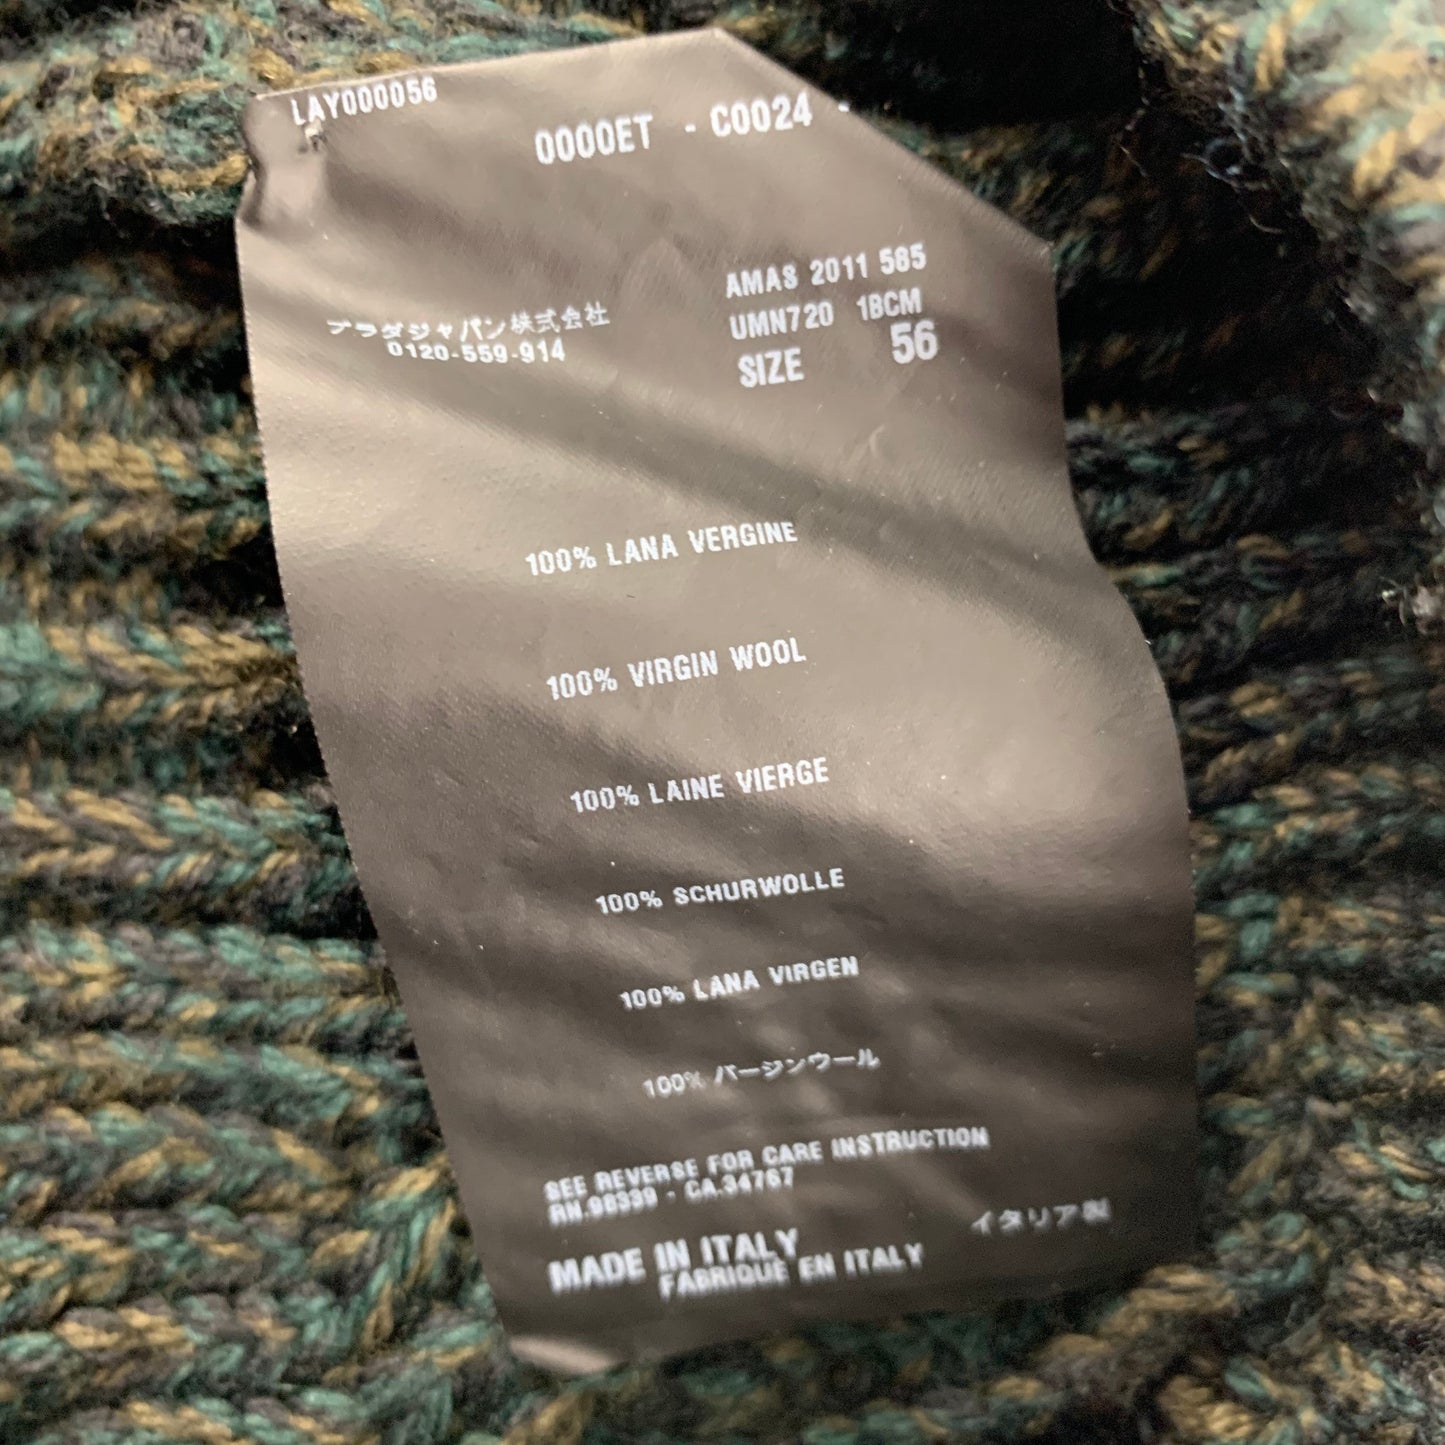 LAY000056
0000ET - C0024 -
AMAS 2011 585
UMN720 18CM
SIZE 56
プラダジャパン株式会社
0120-559-914
100% LANA VERGINE
100% VIRGIN WOOL
100% LAINE VIERGE
100% SCHURWOLLE
100% LANA VIRGEN
100% バージンウール
SEE REVERSE FOR CARE INSTRUCTION
RN.98339 - CA.34767
MADE IN ITALY
FABRIQUE EN ITALY
イタリア製